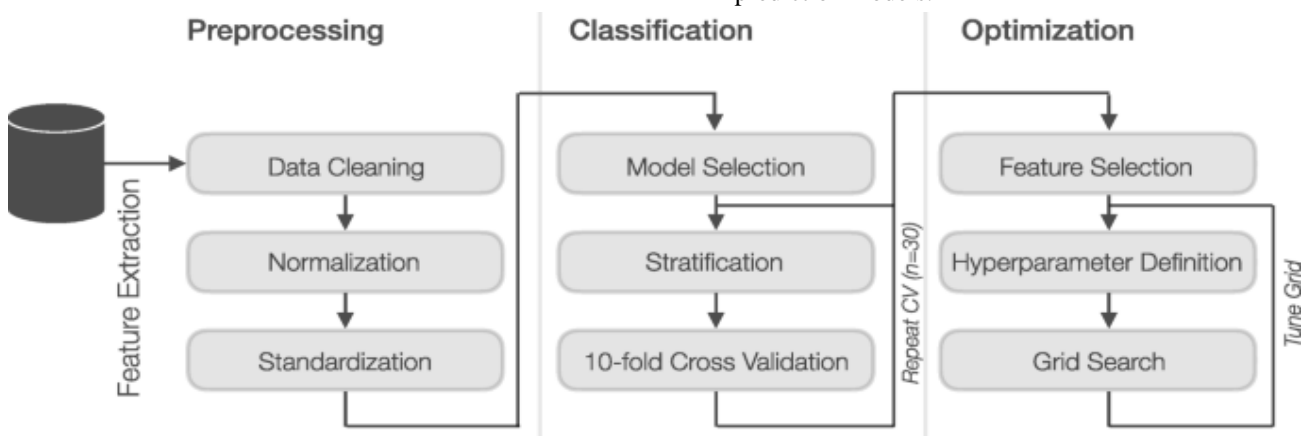 Preprocessing
Classification
Optimization
Feature Extraction
Data Cleaning
Normalization
Standardization
Model Selection
Stratification
10-fold Cross Validation
Repeat CV (n=30)
Feature Selection
Hyperparameter Definition
Grid Search
Tune Grid